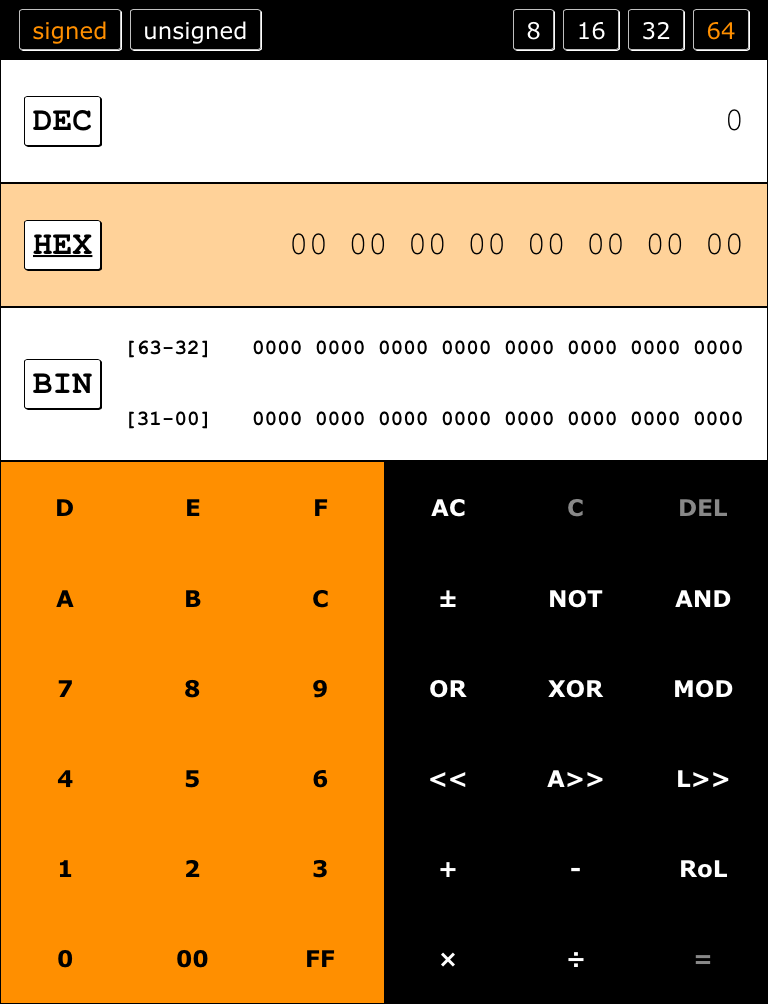 signed unsigned 8 16 32 64
DEC 0
HEX 00 00 00 00 00 00 00 00
[63-32] 0000 0000 0000 0000 0000 0000 0000 0000
BIN
[31-00] 0000 0000 0000 0000 0000 0000 0000 0000
D E F AC C DEL
A B C ± NOT AND
7 8 9 OR XOR MOD
4 5 6 << A>> L>>
1 2 3 + - RoL
0 00 FF × ÷ =